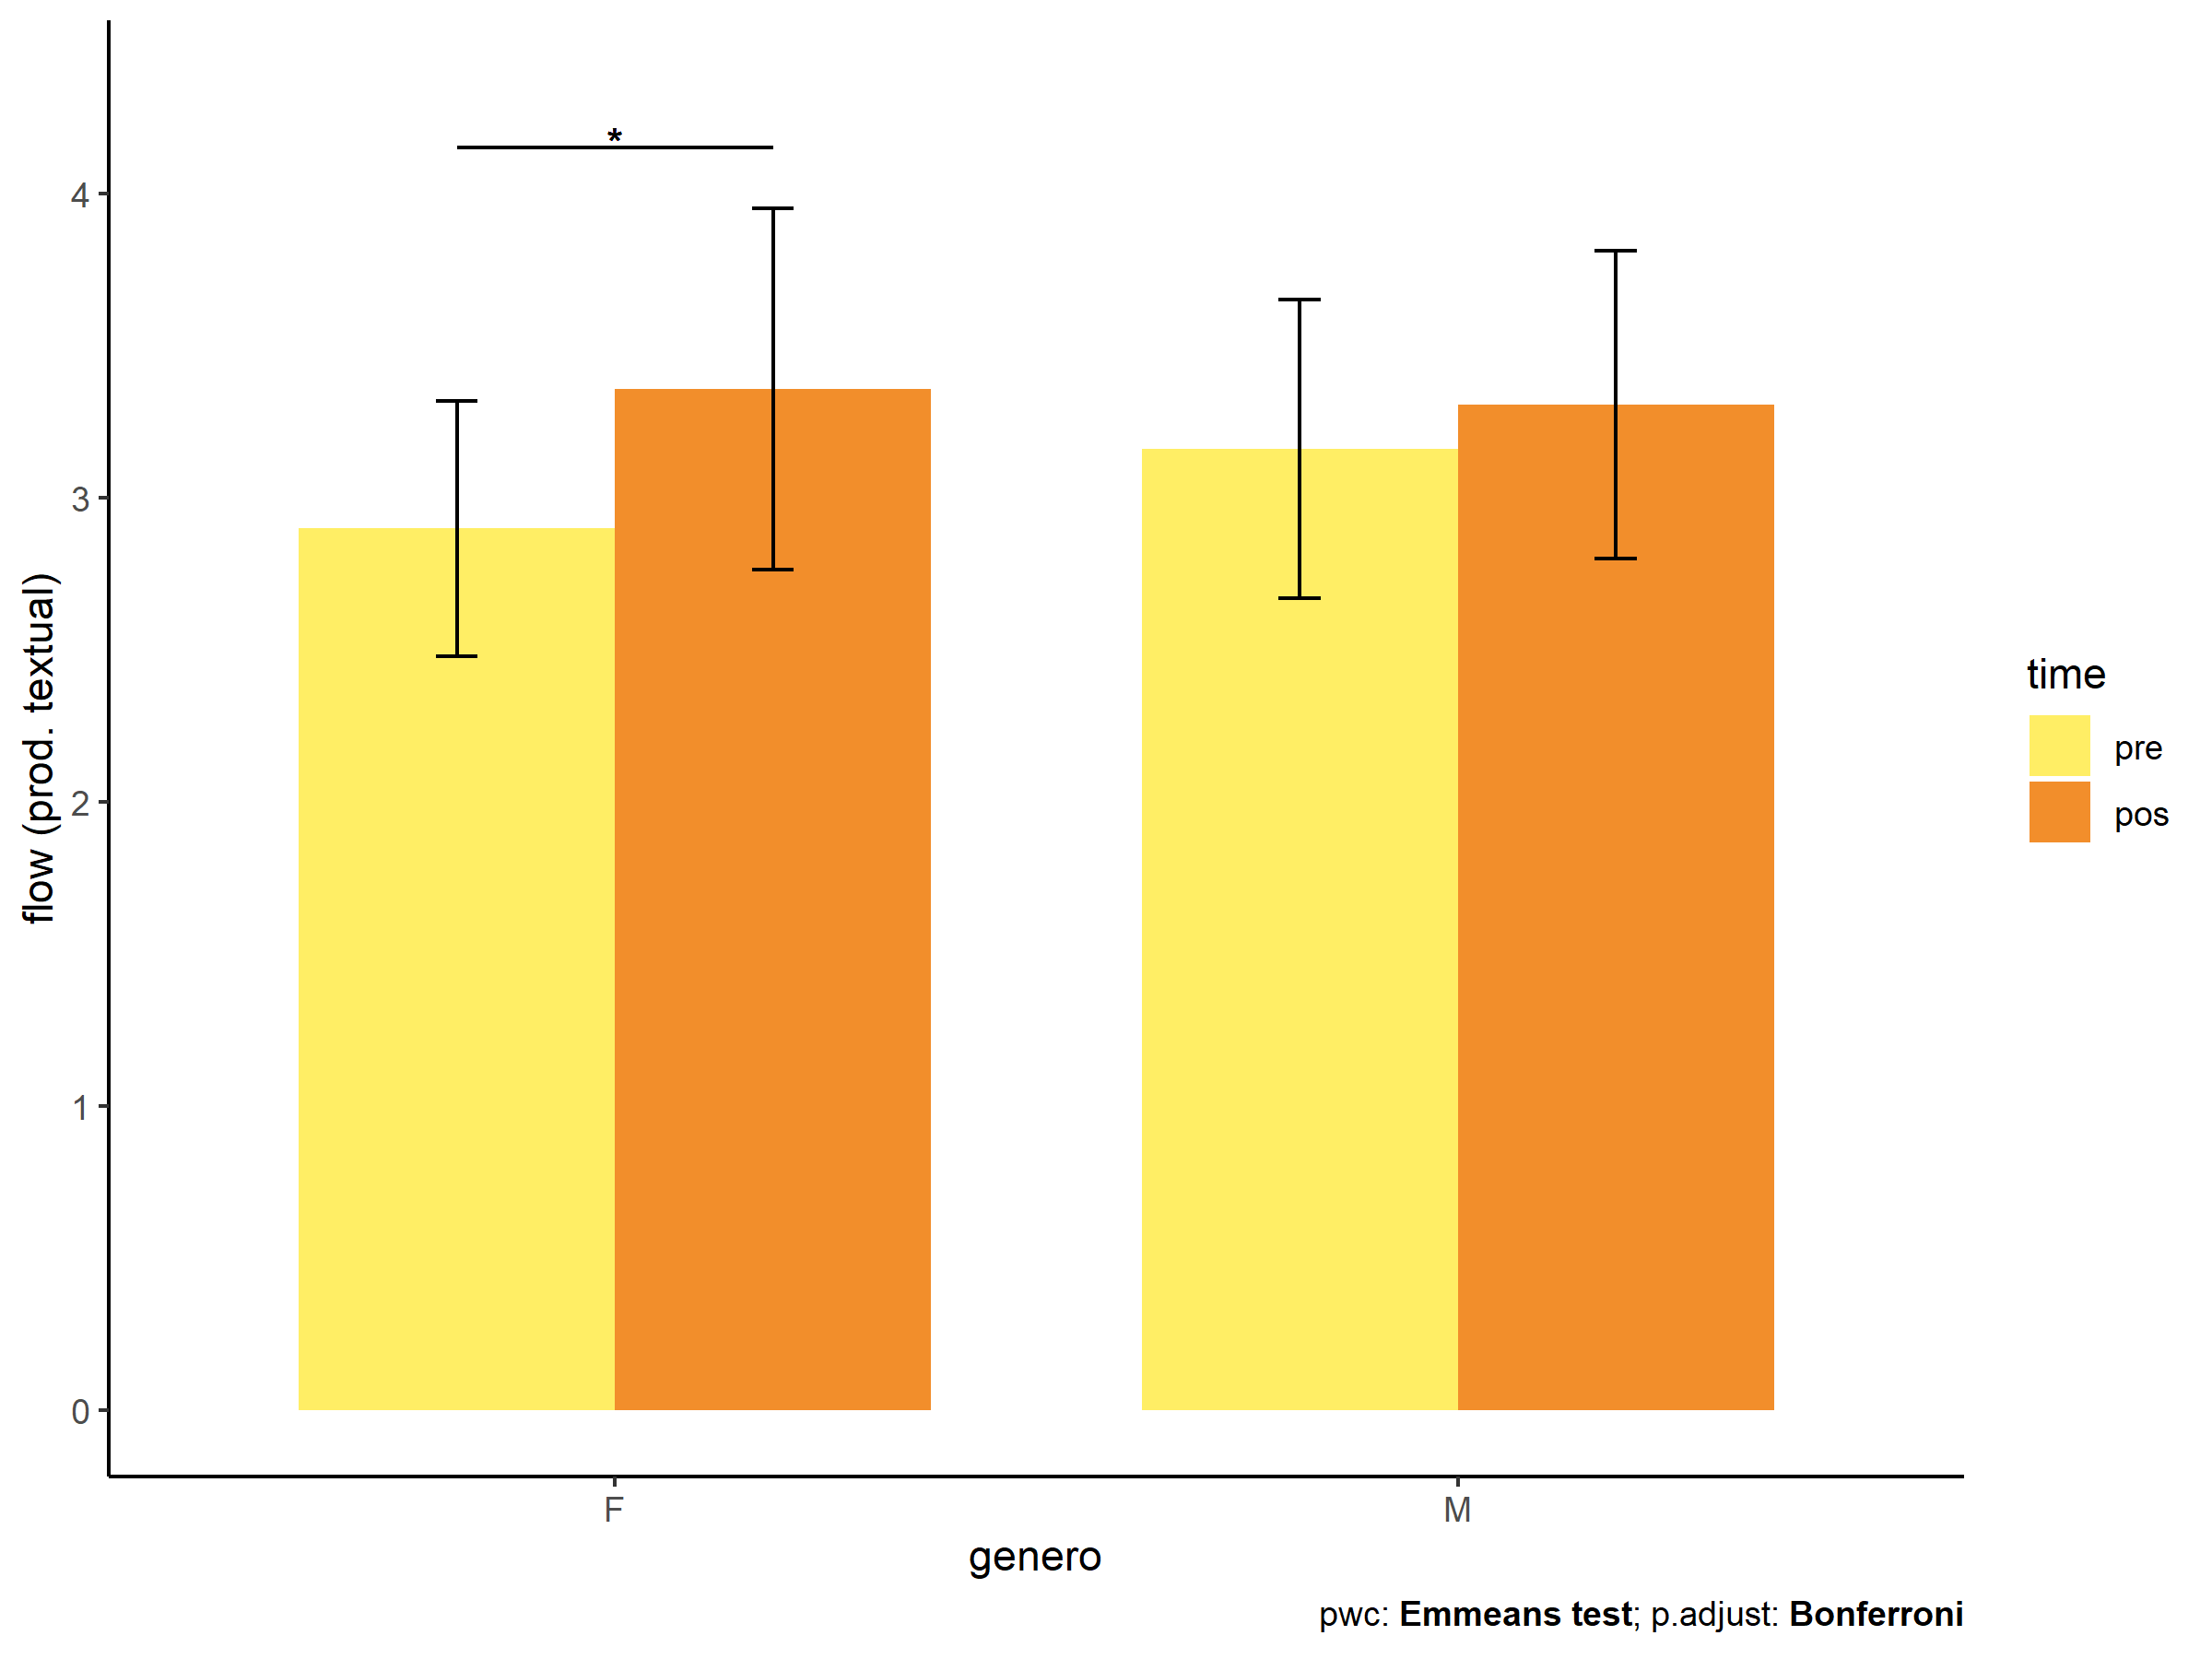 *
4
3
2
1
0
flow (prod. textual)
F
M
genero
time
pre
pos
pwc: Emmeans test; p.adjust: Bonferroni